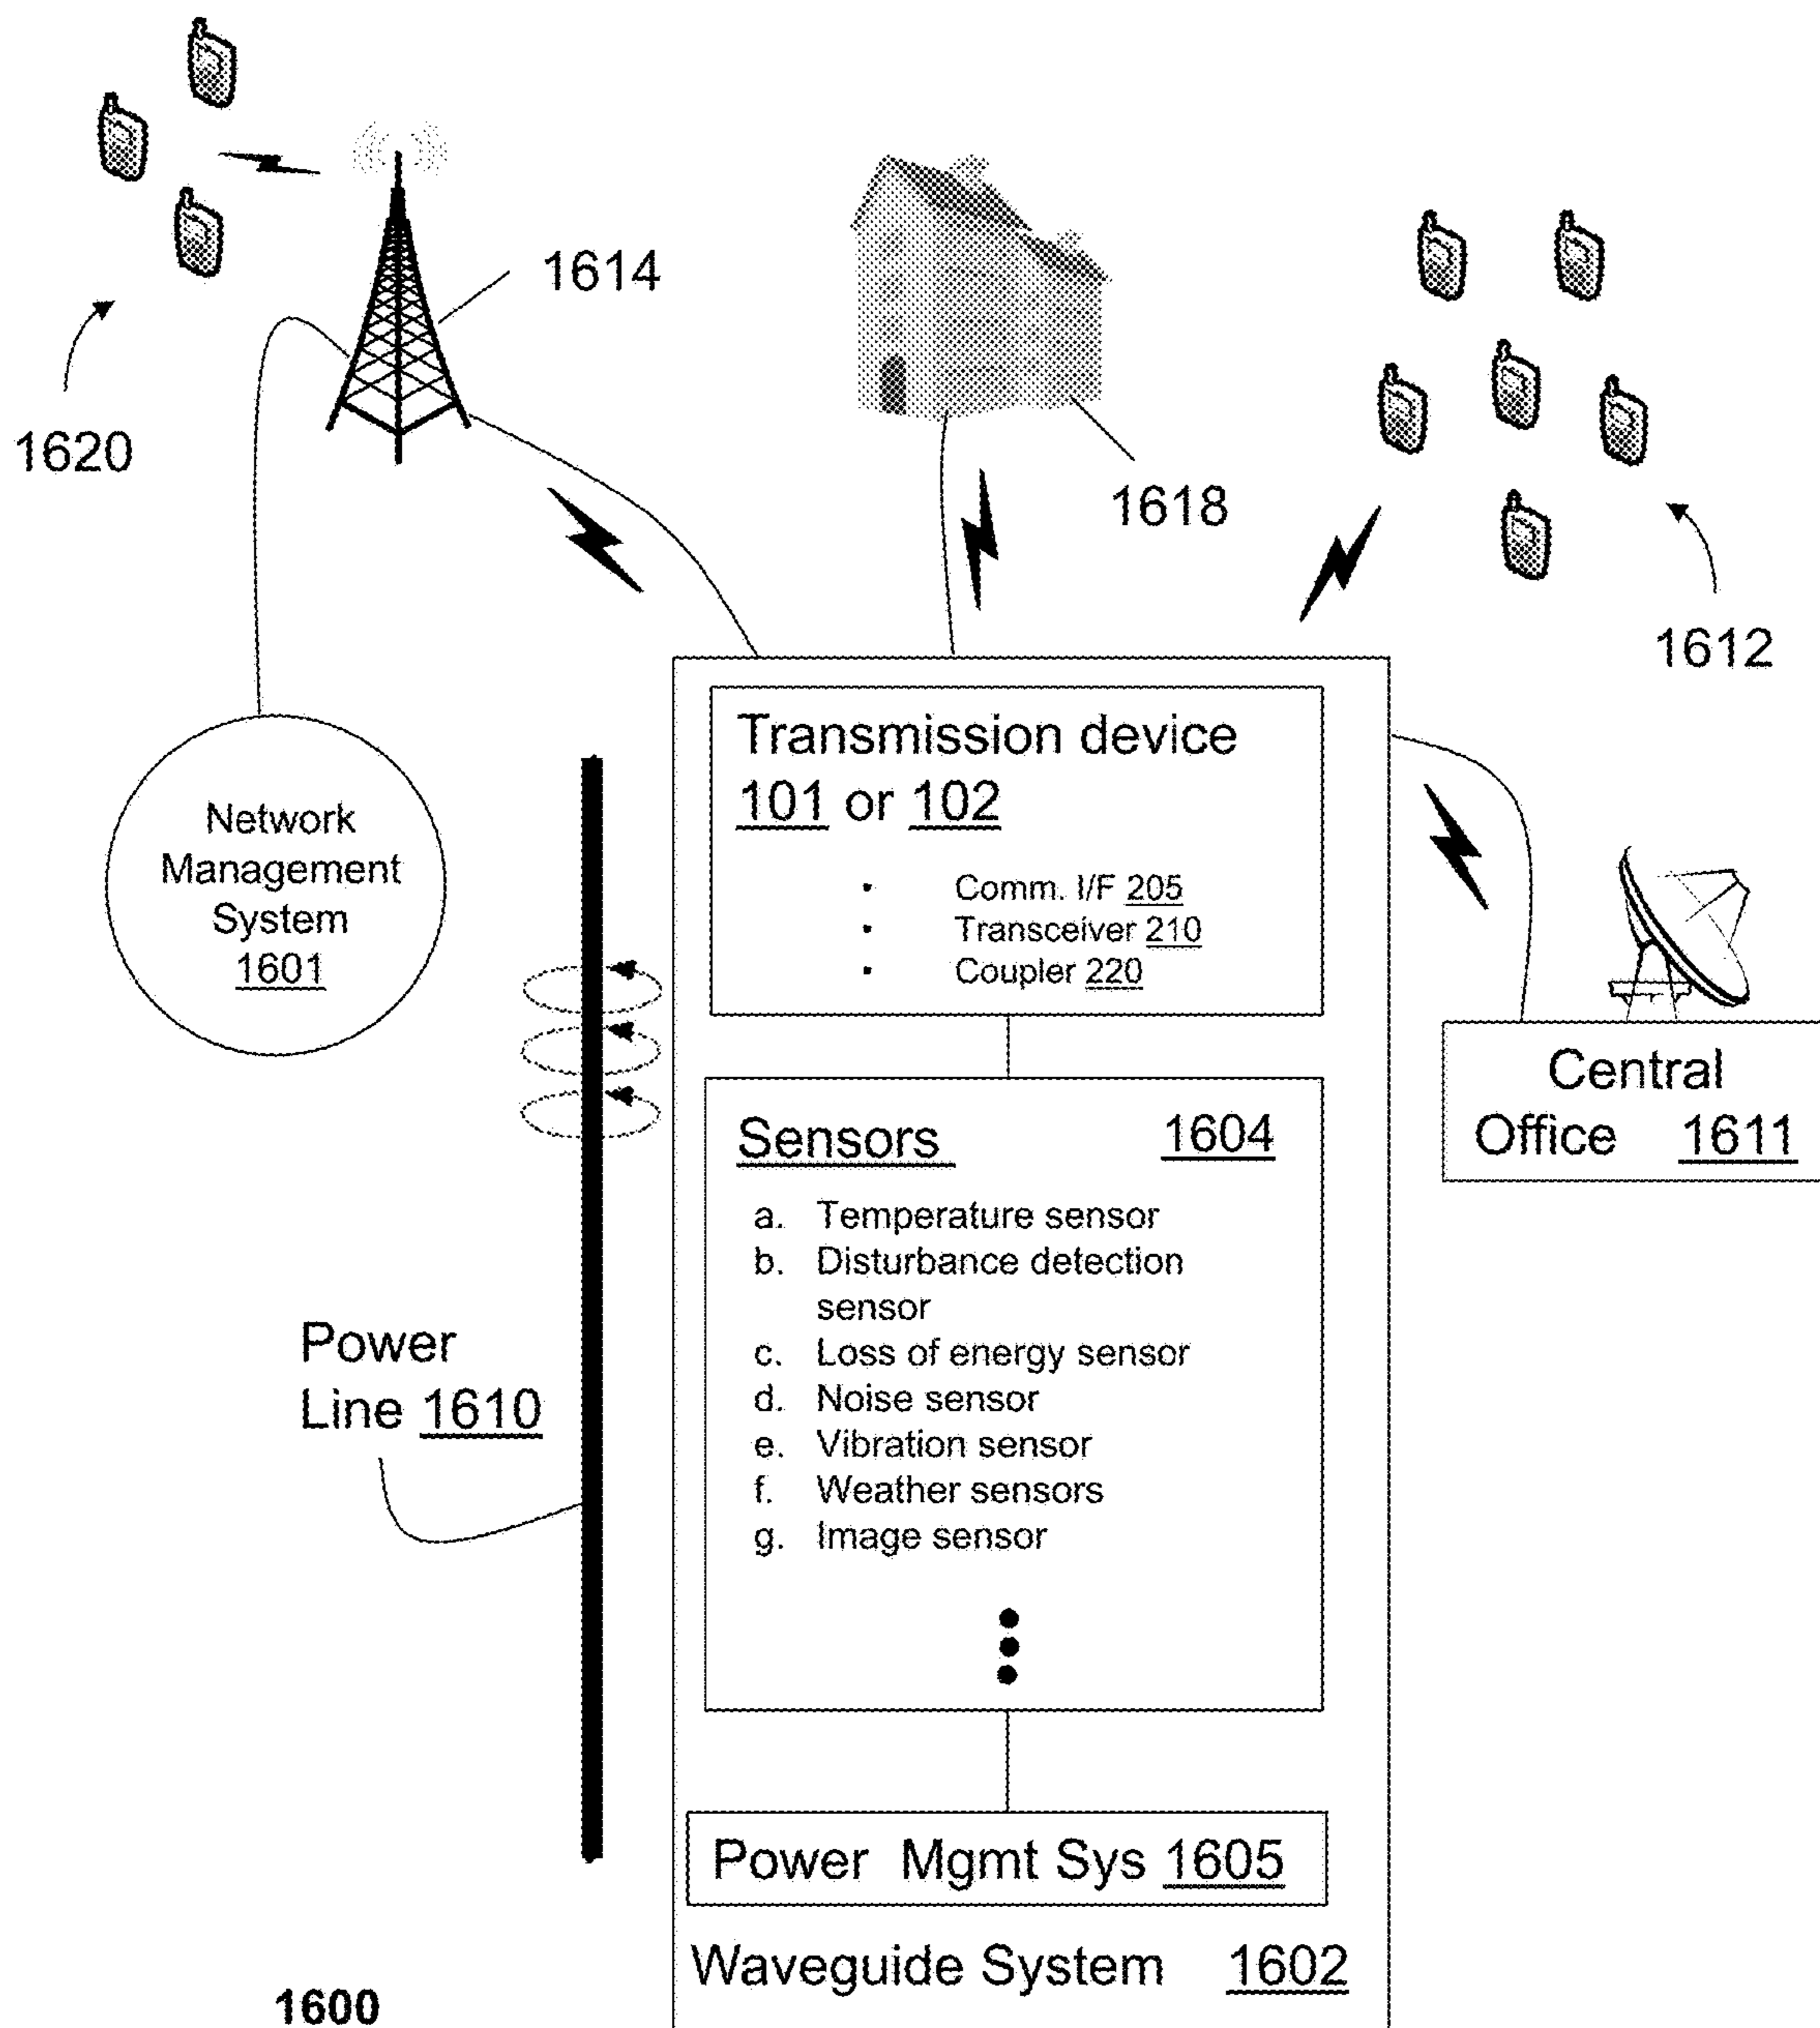 1614
1620
1618
1612
Transmission device
101 or 102
· Comm. I/F 205
· Transceiver 210
· Coupler 220
Network
Management
System
1601
Central
Office 1611
Sensors 1604
a. Temperature sensor
b. Disturbance detection
sensor
c. Loss of energy sensor
d. Noise sensor
e. Vibration sensor
f. Weather sensors
g. Image sensor
Power
Line 1610
Power Mgmt Sys 1605
Waveguide System 1602
1600